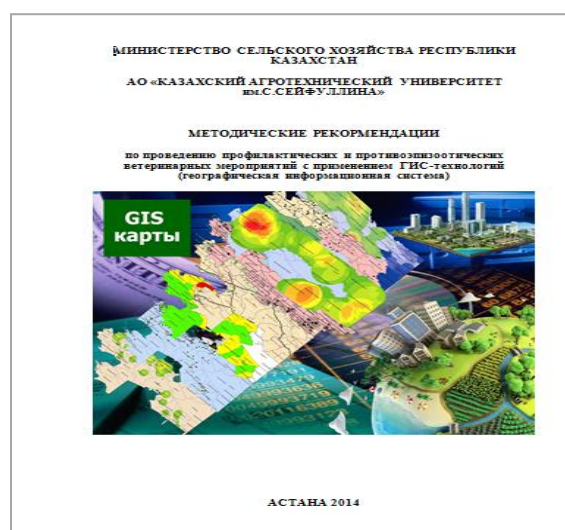 МИНИСТЕРСТВО СЕЛЬСКОГО ХОЗЯЙСТВА РЕСПУБЛИКИ
КАЗАХСТАН
АО «КАЗАХСКИЙ АГРОТЕХНИЧЕСКИЙ УНИВЕРСИТЕТ
им.С.СЕЙФУЛЛИНА»
МЕТОДИЧЕСКИЕ РЕКОРМЕНДАЦИИ
по проведению профилактических и противоэпизоотических
ветеринарных мероприятий с применением ГИС-технологий
(географическая информационная система)
GIS
карты
АСТАНА 2014